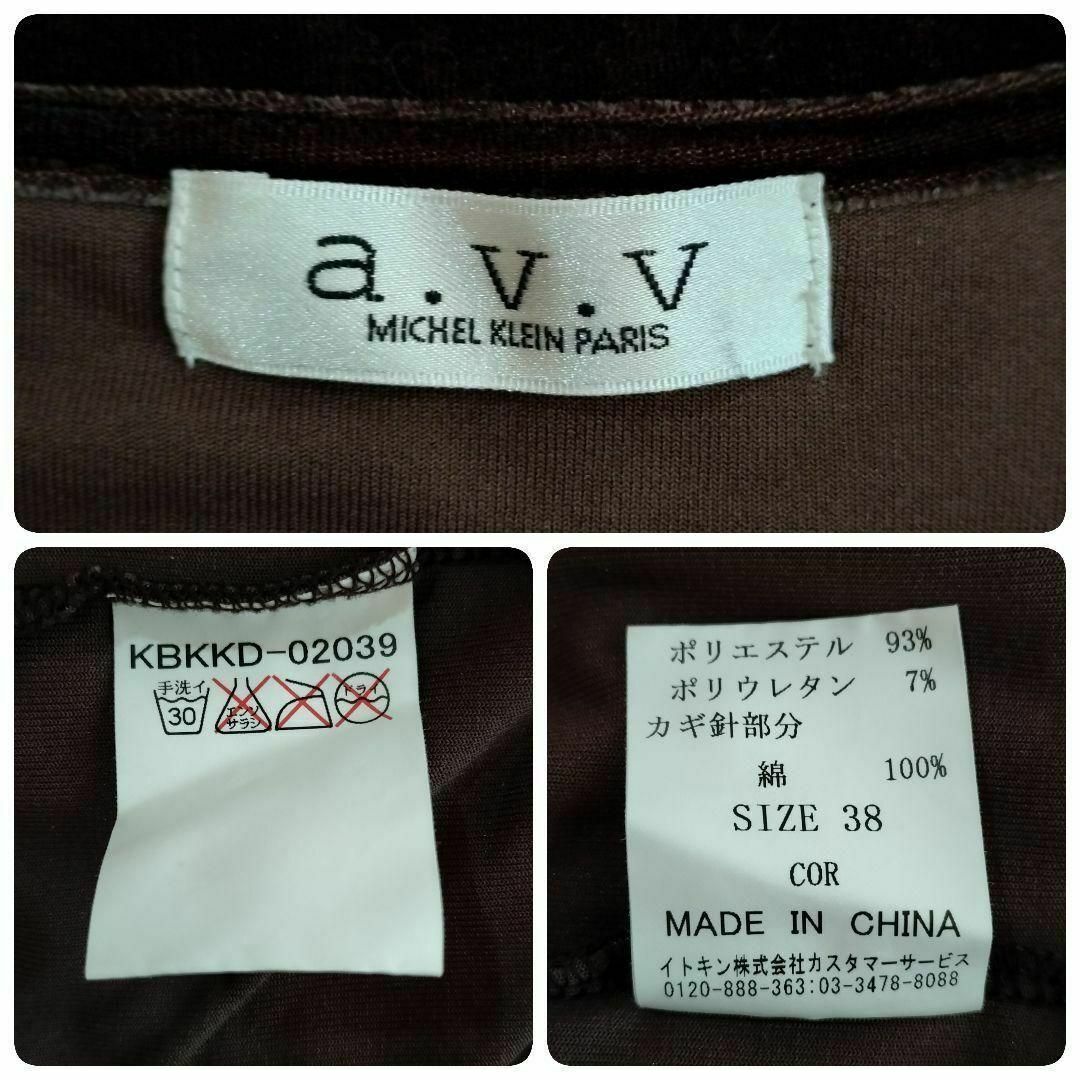 a.v.v
MICHEL KLEIN PARIS
KBKKD-02039
手洗イ
30
エンソ
サラシ
ドライ
ポリエステル 93%
ポリウレタン 7%
カギ針部分
綿 100%
SIZE 38
COR
MADE IN CHINA
イトキン株式会社カスタマーサービス
0120-888-363:03-3478-8088